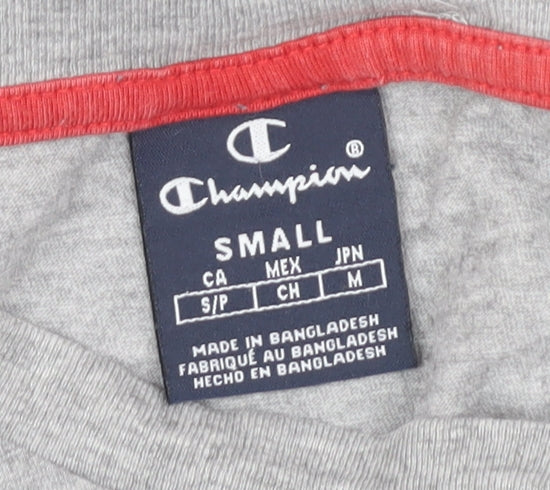 C
Champion®
SMALL
CA MEX JPN
S/P CH M
MADE IN BANGLADESH
FABRIQUÉ AU BANGLADESH
HECHO EN BANGLADESH